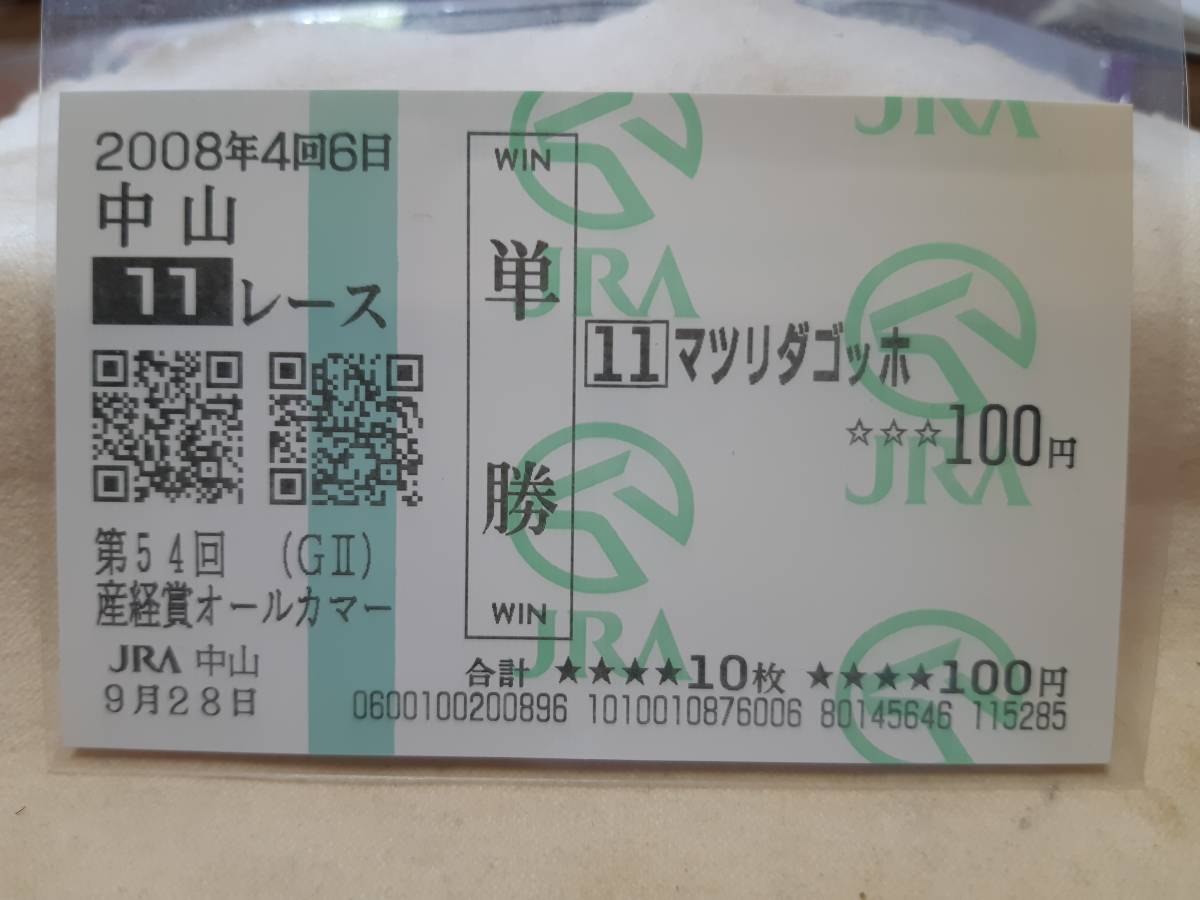 2008年4回6日
中山
11レース
第54回 (GⅡ)
産経賞オールカマー
JRA 中山
9月28日
WIN
単勝
WIN
11マツリダゴッホ
☆☆☆100円
合計 ★★★★10枚 ★★★★100円
0600100200896 1010010876006 80145646 115285
JRA
JRA
JRA
JRA